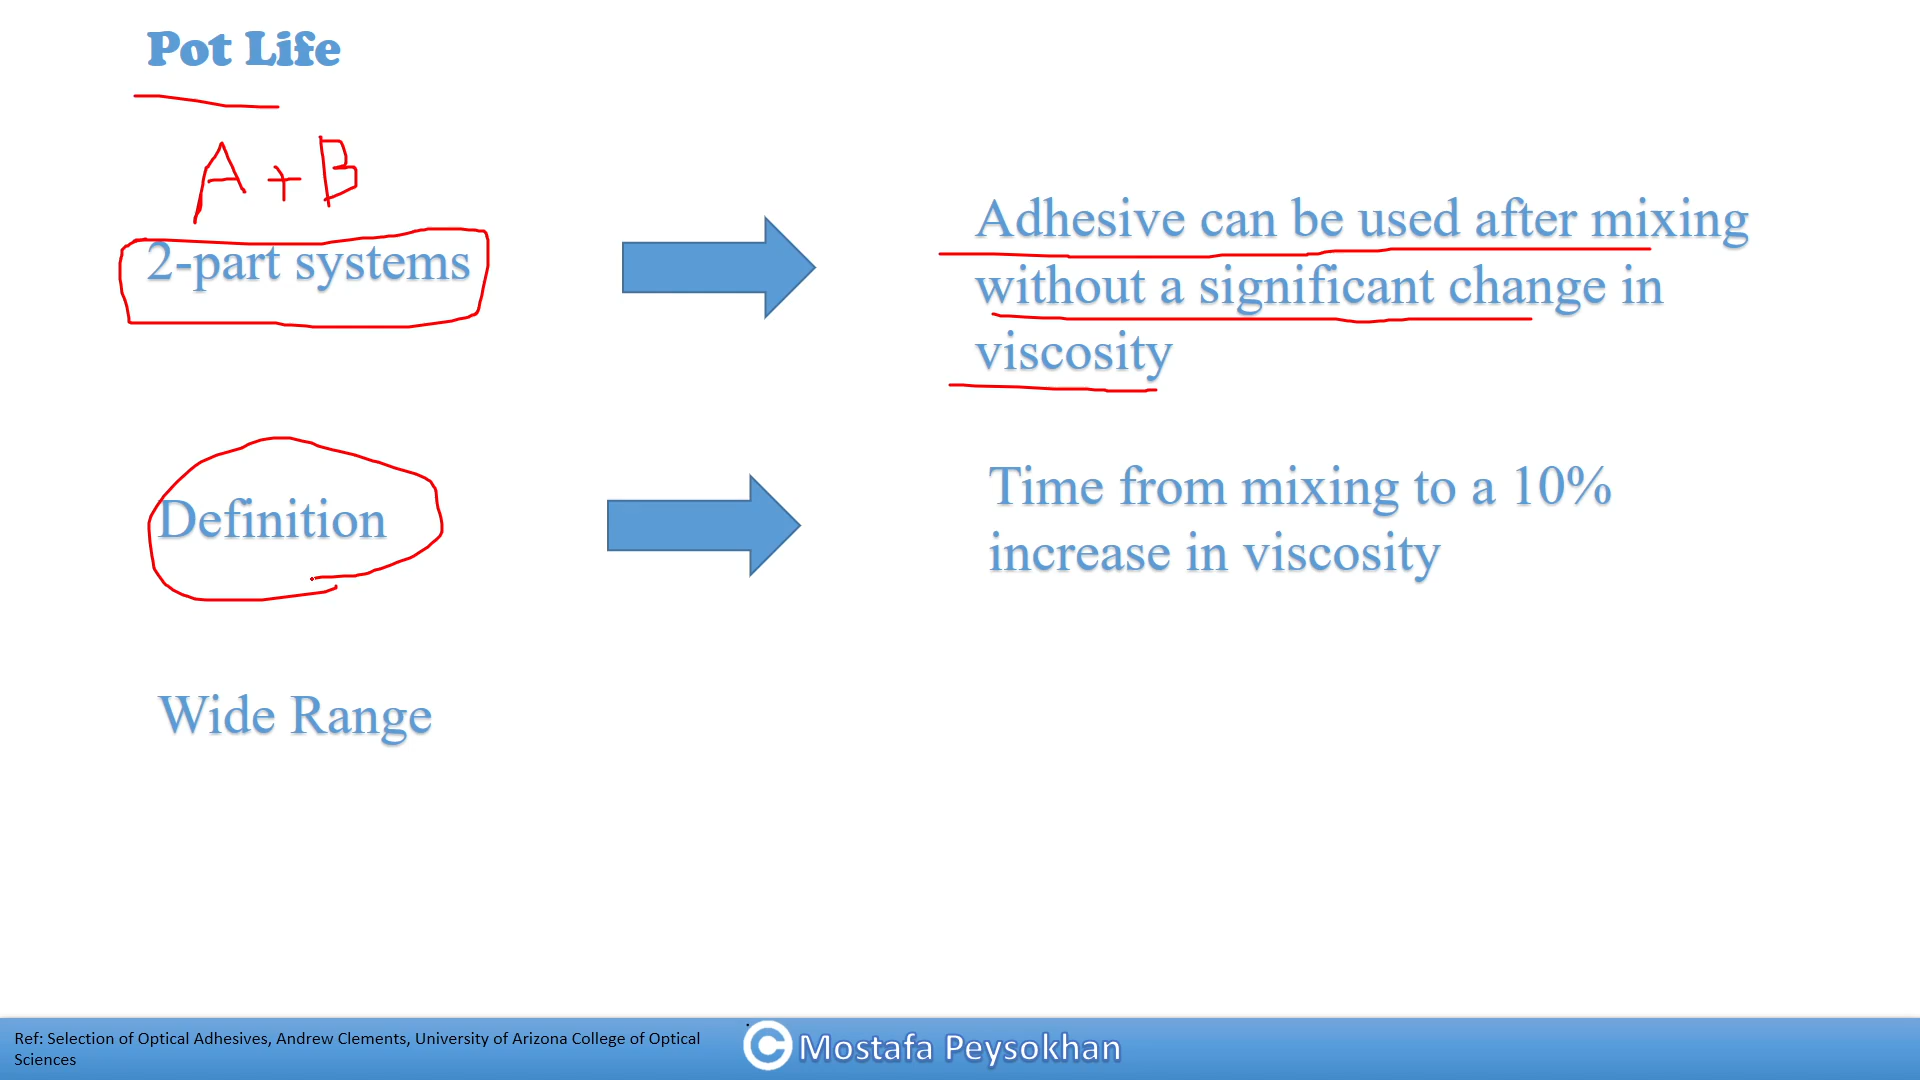 Pot Life
A + B
2-part systems
Adhesive can be used after mixing
without a significant change in
viscosity
Definition
Time from mixing to a 10%
increase in viscosity
Wide Range
Ref: Selection of Optical Adhesives, Andrew Clements, University of Arizona College of Optical
Sciences
© Mostafa Peysokhan